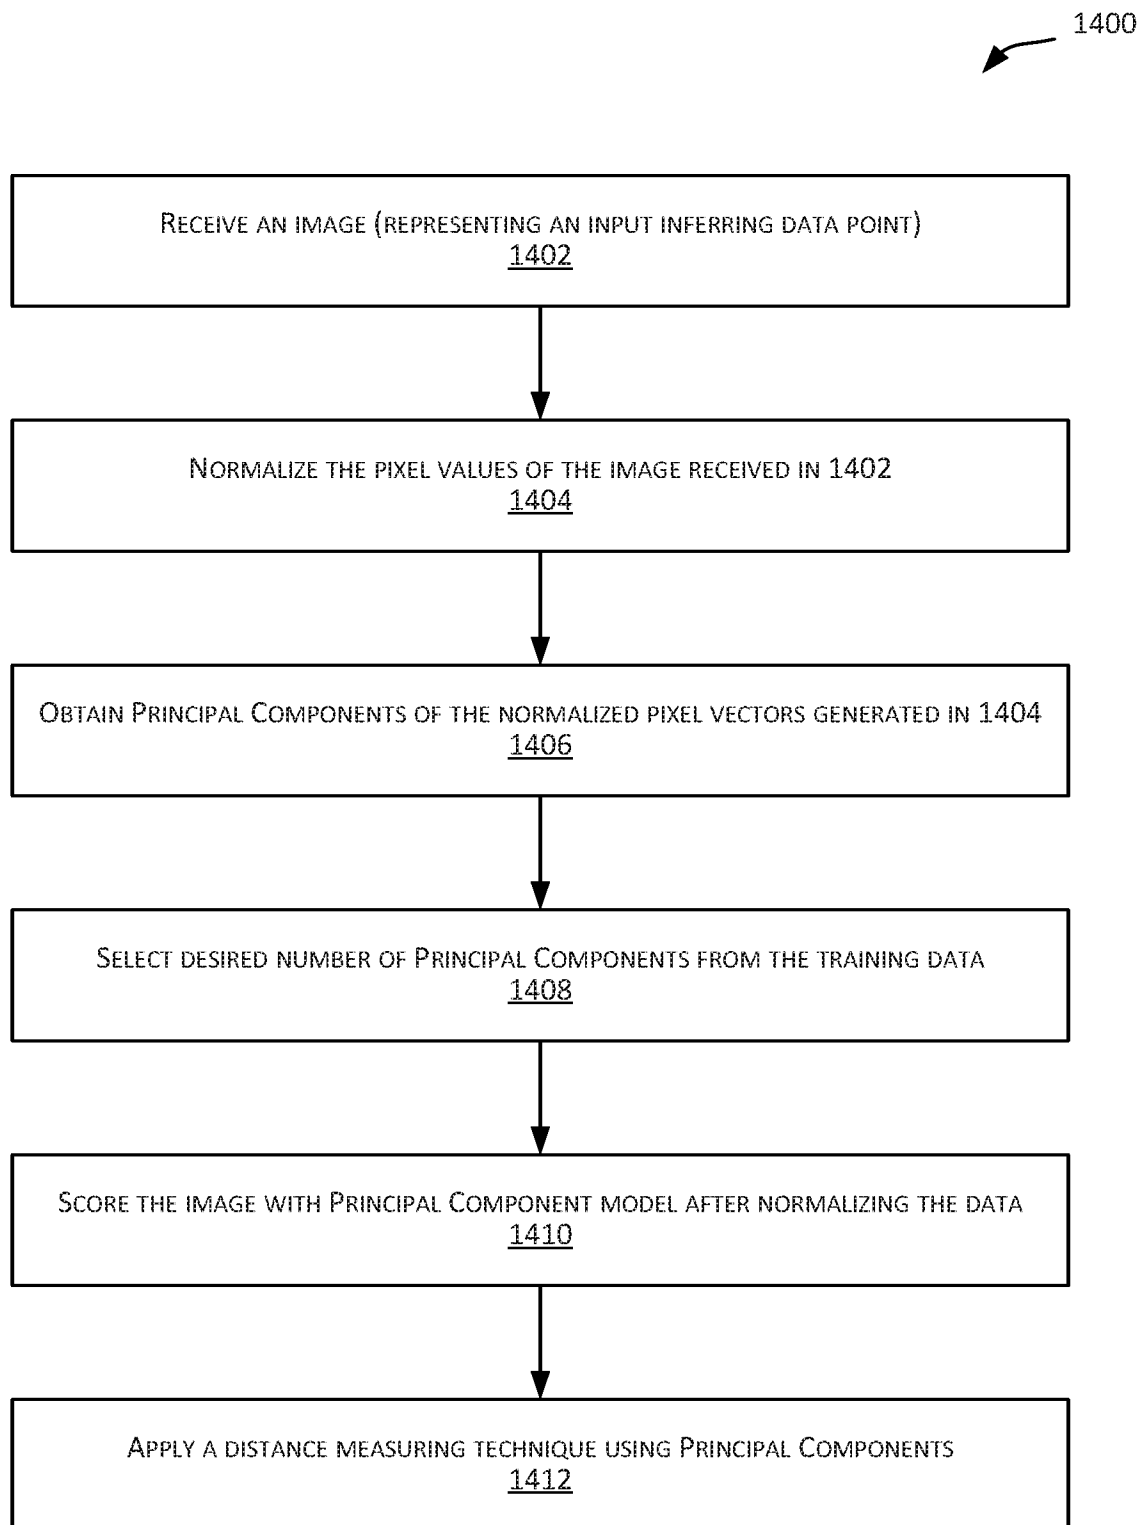 1400
RECEIVE AN IMAGE (REPRESENTING AN INPUT INFERRING DATA POINT)
1402
NORMALIZE THE PIXEL VALUES OF THE IMAGE RECEIVED IN 1402
1404
OBTAIN PRINCIPAL COMPONENTS OF THE NORMALIZED PIXEL VECTORS GENERATED IN 1404
1406
SELECT DESIRED NUMBER OF PRINCIPAL COMPONENTS FROM THE TRAINING DATA
1408
SCORE THE IMAGE WITH PRINCIPAL COMPONENT MODEL AFTER NORMALIZING THE DATA
1410
APPLY A DISTANCE MEASURING TECHNIQUE USING PRINCIPAL COMPONENTS
1412